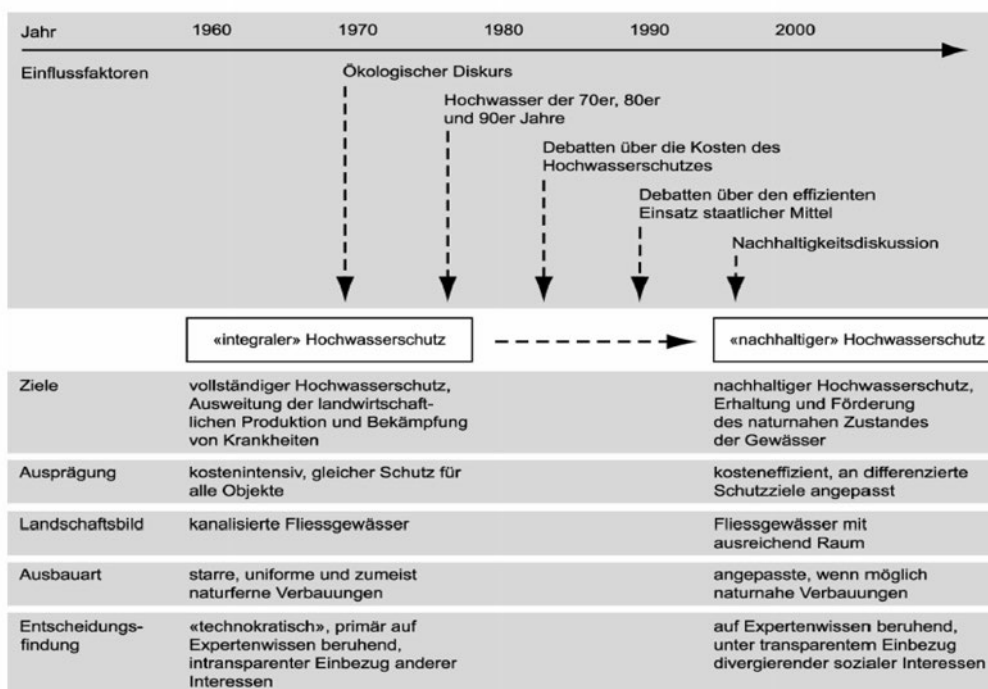 Jahr 1960 1970 1980 1990 2000
Einflussfaktoren
Ökologischer Diskurs
Hochwasser der 70er, 80er
und 90er Jahre
Debatten über die Kosten des
Hochwasserschutzes
Debatten über den effizienten
Einsatz staatlicher Mittel
Nachhaltigkeitsdiskussion
«integraler» Hochwasserschutz
«nachhaltiger» Hochwasserschutz
Ziele
vollständiger Hochwasserschutz,
Ausweitung der landwirtschaft-
lichen Produktion und Bekämpfung
von Krankheiten
nachhaltiger Hochwasserschutz,
Erhaltung und Förderung
des naturnahen Zustandes
der Gewässer
Ausprägung
kostenintensiv, gleicher Schutz für
alle Objekte
kosteneffizient, an differenzierte
Schutzziele angepasst
Landschaftsbild
kanalisierte Fliessgewässer
Fliessgewässer mit
ausreichend Raum
Ausbauart
starre, uniforme und zumeist
naturferne Verbauungen
angepasste, wenn möglich
naturnahe Verbauungen
Entscheidungs-
findung
«technokratisch», primär auf
Expertenwissen beruhend,
intransparenter Einbezug anderer
Interessen
auf Expertenwissen beruhend,
unter transparentem Einbezug
divergierender sozialer Interessen